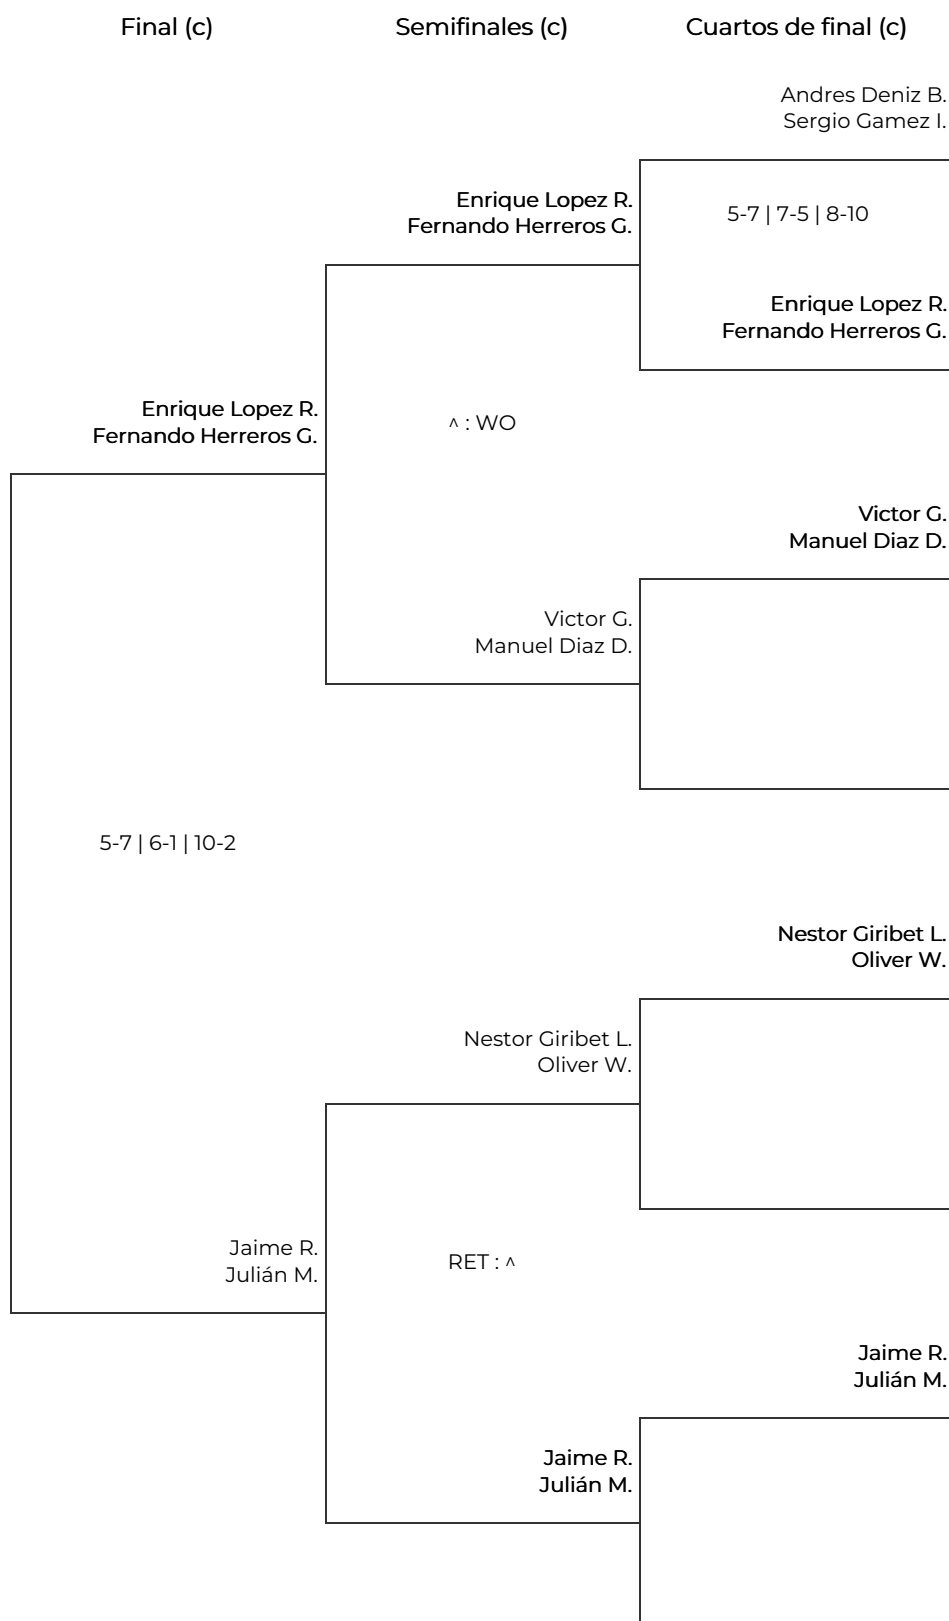 Final (c)
Semifinales (c)
Cuartos de final (c)
Andres Deniz B.
Sergio Gamez I.
Enrique Lopez R.
Fernando Herreros G.
5-7 | 7-5 | 8-10
Enrique Lopez R.
Fernando Herreros G.
Enrique Lopez R.
Fernando Herreros G.
^ : WO
Victor G.
Manuel Diaz D.
Victor G.
Manuel Diaz D.
5-7 | 6-1 | 10-2
Nestor Giribet L.
Oliver W.
Nestor Giribet L.
Oliver W.
Jaime R.
Julián M.
RET : ^
Jaime R.
Julián M.
Jaime R.
Julián M.